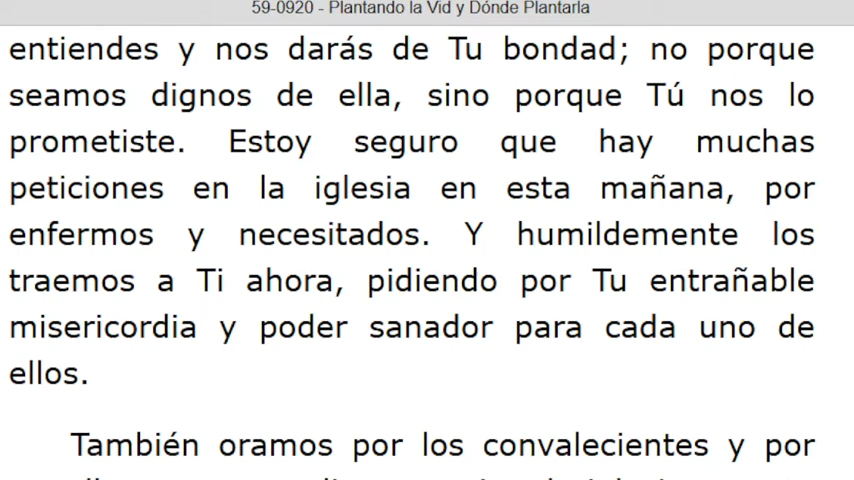 59-0920 - Plantando la Vid y Dónde Plantarla
entiendes y nos darás de Tu bondad; no porque
seamos dignos de ella, sino porque Tú nos lo
prometiste. Estoy seguro que hay muchas
peticiones en la iglesia en esta mañana, por
enfermos y necesitados. Y humildemente los
traemos a Ti ahora, pidiendo por Tu entrañable
misericordia y poder sanador para cada uno de
ellos.
También oramos por los convalecientes y por